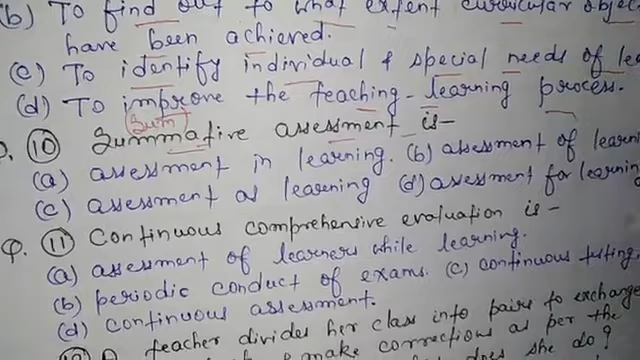 (b) To find out to what extent curricular objec
have been achieved.
(c) To identify individual & special needs of lea
(d) To improve the teaching-learning process.
(Sum
Q. (10) Summative assessment is-
(a) assessment in learning. (b) assessment of learni
(c) assessment as learning (d) assessment for learnin
Q. (11) Continuous comprehensive evaluation is -
(a) assessment of learners while learning.
(b) periodic conduct of exams. (c) continuous testing.
(d) continuous assessment.
teacher divides her class into pairs to exchange
make corrections as per the
does she do?